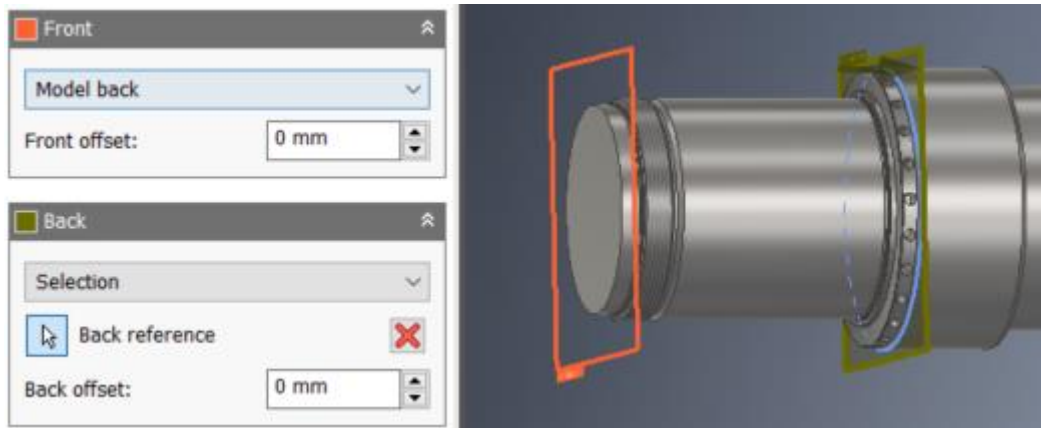 Front
Model back
Front offset:
0 mm
Back
Selection
Back reference
Back offset:
0 mm